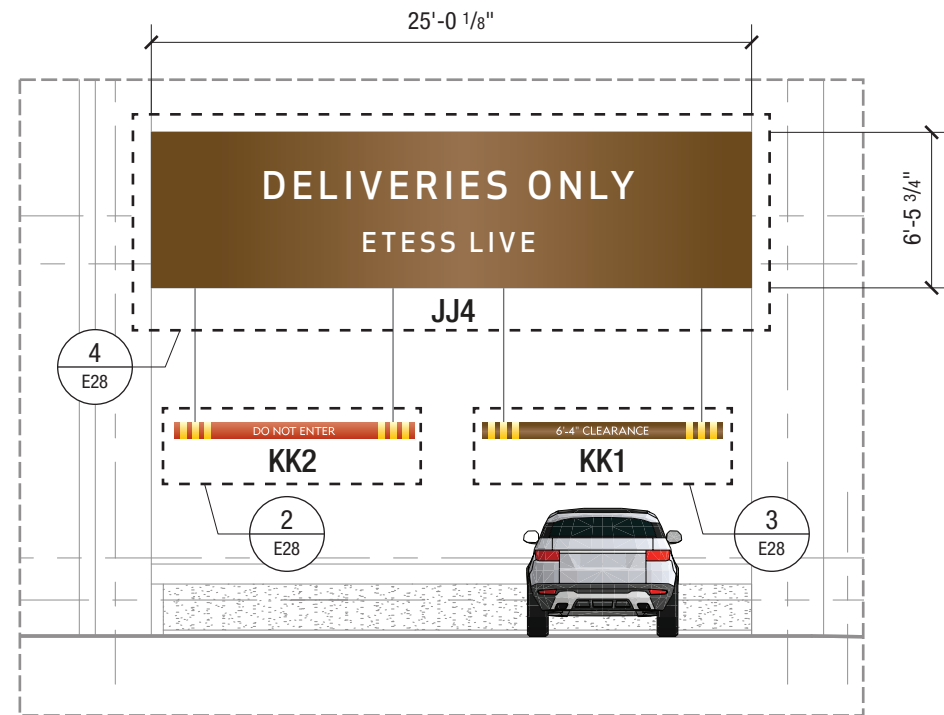 25'-0 1/8"
6'-5 3/4"
DELIVERIES ONLY
ETESS LIVE
JJ4
4
E28
DO NOT ENTER
KK2
6'-4" CLEARANCE
KK1
2
E28
3
E28